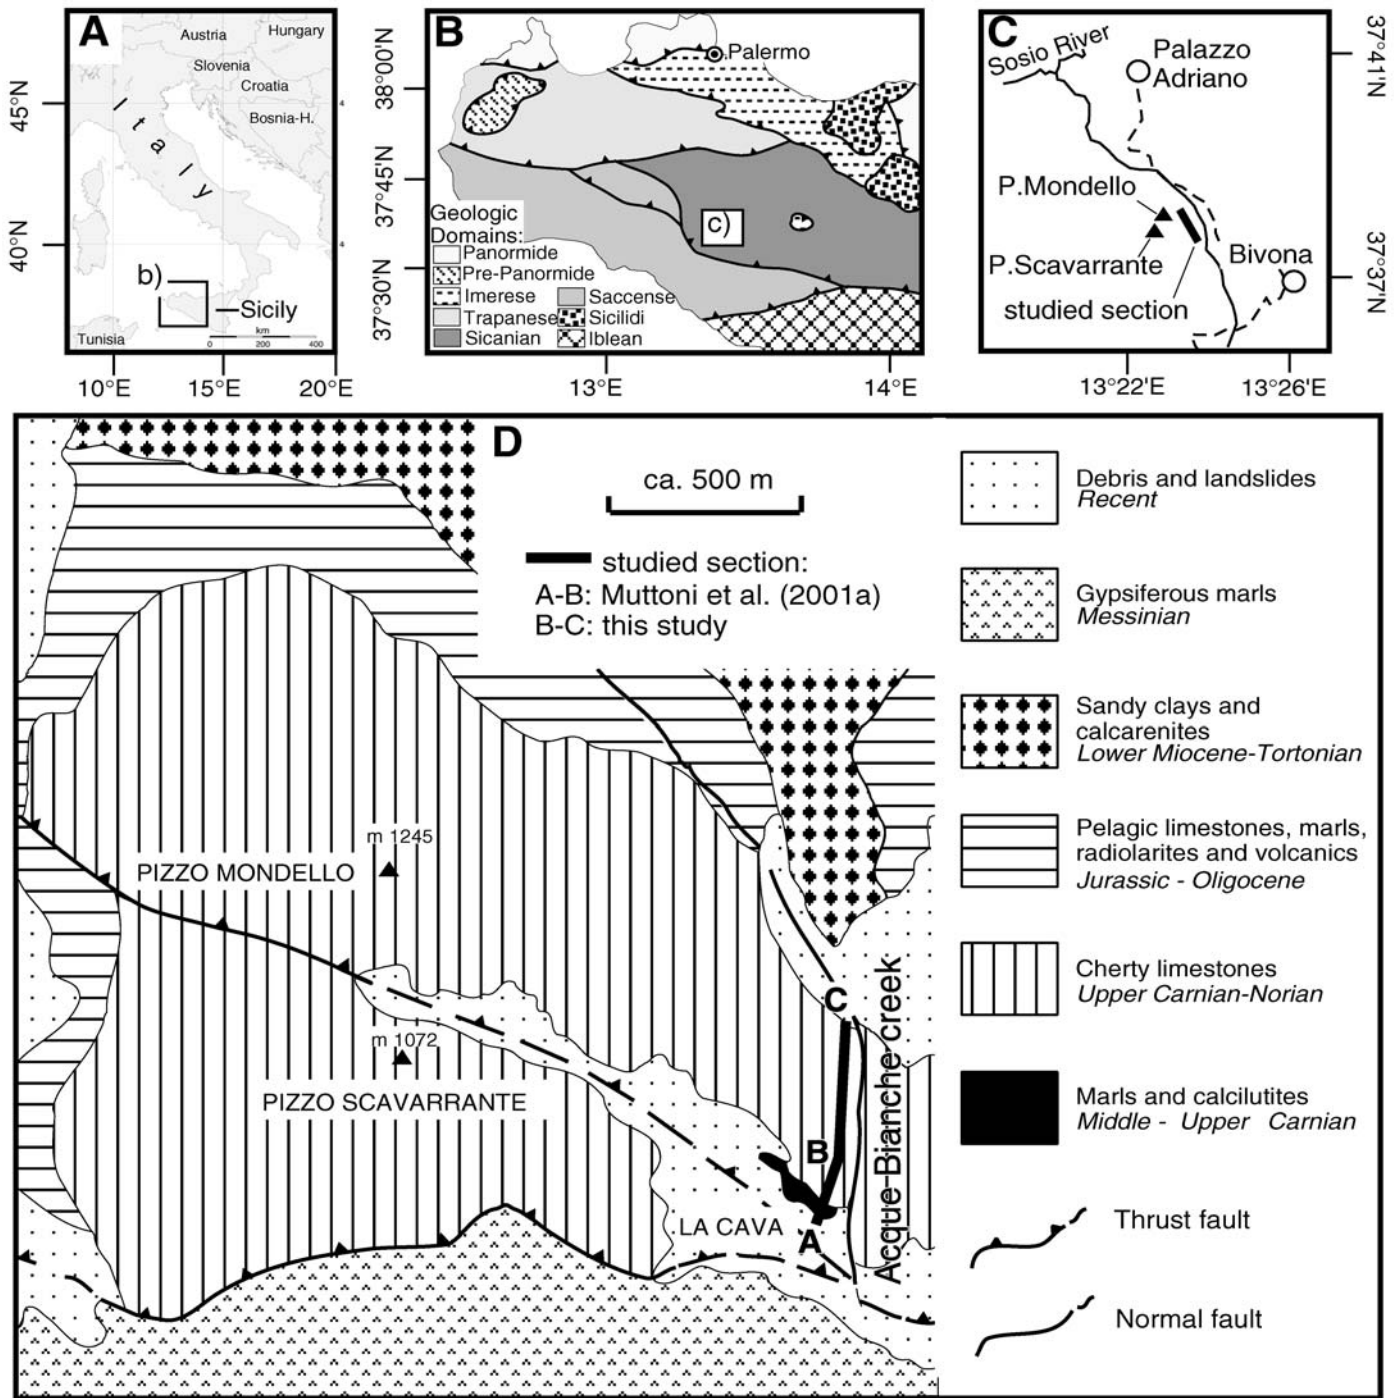 A
Austria
Hungary
Slovenia
Croatia
Bosnia-H.
Italy
45°N
40°N
4
4
b)
Sicily
Tunisia
km
0 200 400
10°E 15°E 20°E
B
Palermo
38°00'N
37°45'N
37°30'N
c)
Geologic
Domains:
Panormide
Pre-Panormide
Imerese
Saccense
Trapanese
Sicilidi
Sicanian
Iblean
13°E 14°E
C
Sosio River
Palazzo
Adriano
P.Mondello
P.Scavarrante
Bivona
studied section
37°41'N
37°37'N
13°22'E 13°26'E
D
ca. 500 m
studied section:
A-B: Muttoni et al. (2001a)
B-C: this study
m 1245
PIZZO MONDELLO
m 1072
PIZZO SCAVARRANTE
C
B
A
LA CAVA
Acque-Bianche creek
Debris and landslides
Recent
Gypsiferous marls
Messinian
Sandy clays and
calcarenites
Lower Miocene-Tortonian
Pelagic limestones, marls,
radiolarites and volcanics
Jurassic - Oligocene
Cherty limestones
Upper Carnian-Norian
Marls and calcilutites
Middle - Upper Carnian
Thrust fault
Normal fault